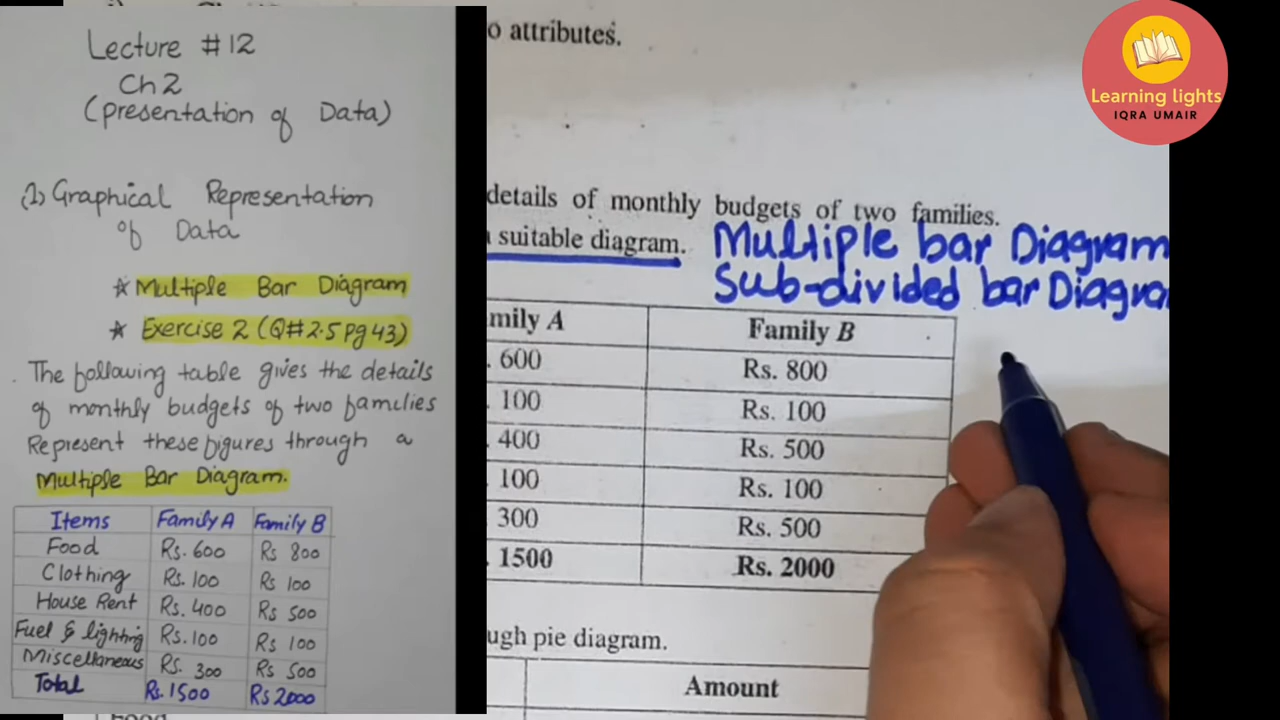 Lecture #12
Ch 2
(presentation of Data)
(1) Graphical Representation
of Data
* Multiple Bar Diagram
* Exercise 2 (Q#2.5 pg 43)
The following table gives the details
of monthly budgets of two families
Represent these figures through a
Multiple Bar Diagram.
Items Family A Family B
Food Rs. 600 Rs 800
Clothing Rs. 100 Rs 100
House Rent Rs. 400 Rs 500
Fuel & lighting Rs. 100 Rs 100
Miscellaneous Rs. 300 Rs 500
Total Rs. 1500 Rs 2000
o attributes.
details of monthly budgets of two families.
suitable diagram. Multiple bar Diagram
Sub-divided bar Diagra
mily A Family B
. 600 Rs. 800
. 100 Rs. 100
. 400 Rs. 500
. 100 Rs. 100
. 300 Rs. 500
. 1500 Rs. 2000
ugh pie diagram.
Amount
Learning lights
IQRA UMAIR